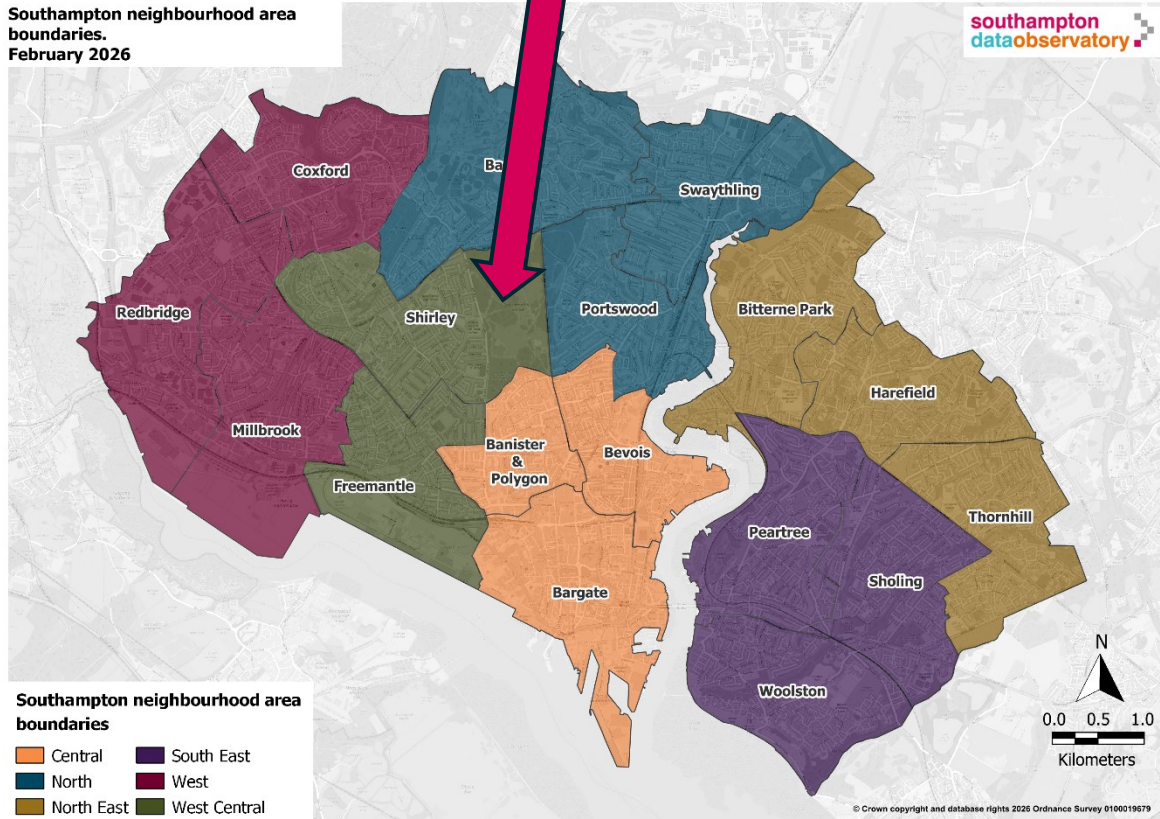 Southampton neighbourhood area
boundaries.
February 2026
southampton
dataobservatory
Coxford
Ba
Swaythling
Redbridge
Shirley
Portswood
Bitterne Park
Harefield
Millbrook
Banister
&
Polygon
Bevois
Freemantle
Thornhill
Peartree
Sholing
Bargate
Woolston
N
0.0 0.5 1.0
Kilometers
Southampton neighbourhood area
boundaries
Central
South East
North
West
North East
West Central
© Crown copyright and database rights 2026 Ordnance Survey 0100019679